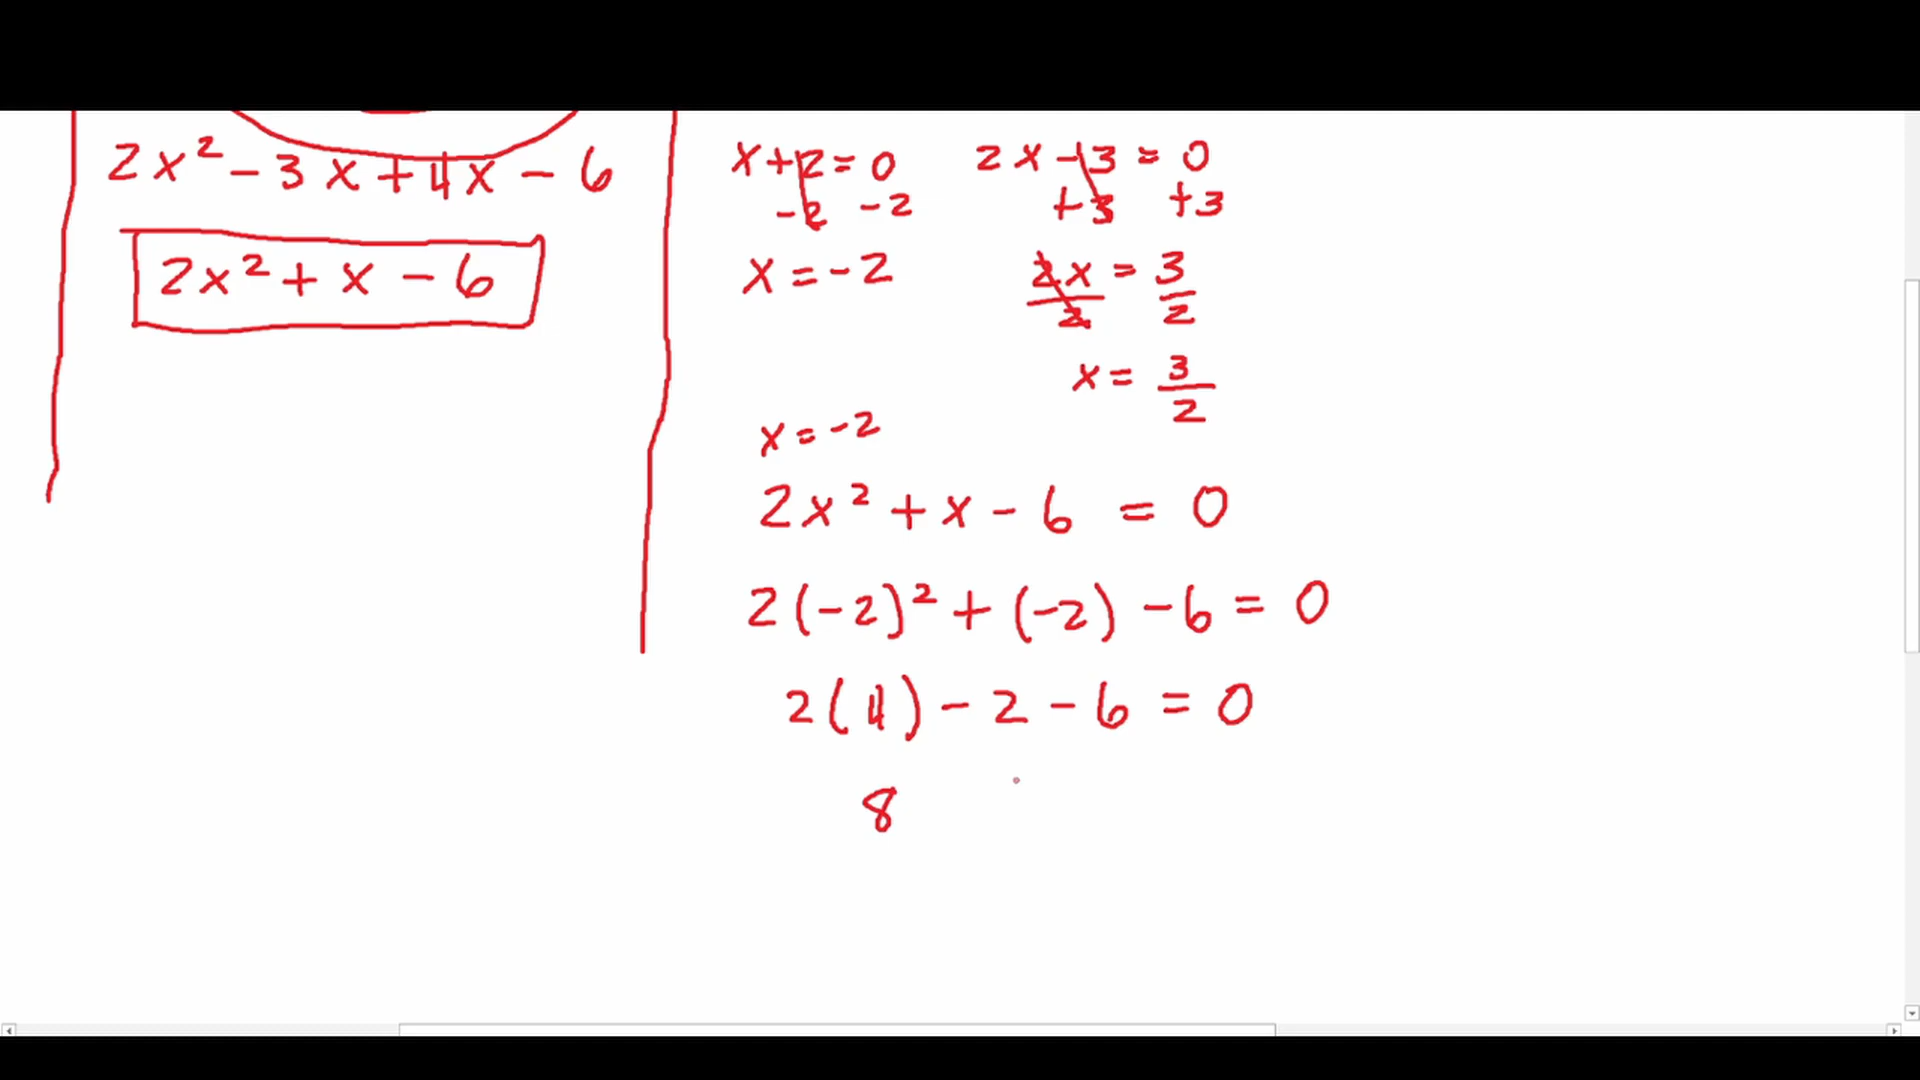 2x² - 3x + 4x - 6
2x² + x - 6
x + 2 = 0
-2 -2
x = -2
2x - 3 = 0
+3 +3
2x/2 = 3/2
x = 3/2
x = -2
2x² + x - 6 = 0
2(-2)² + (-2) - 6 = 0
2(4) - 2 - 6 = 0
8